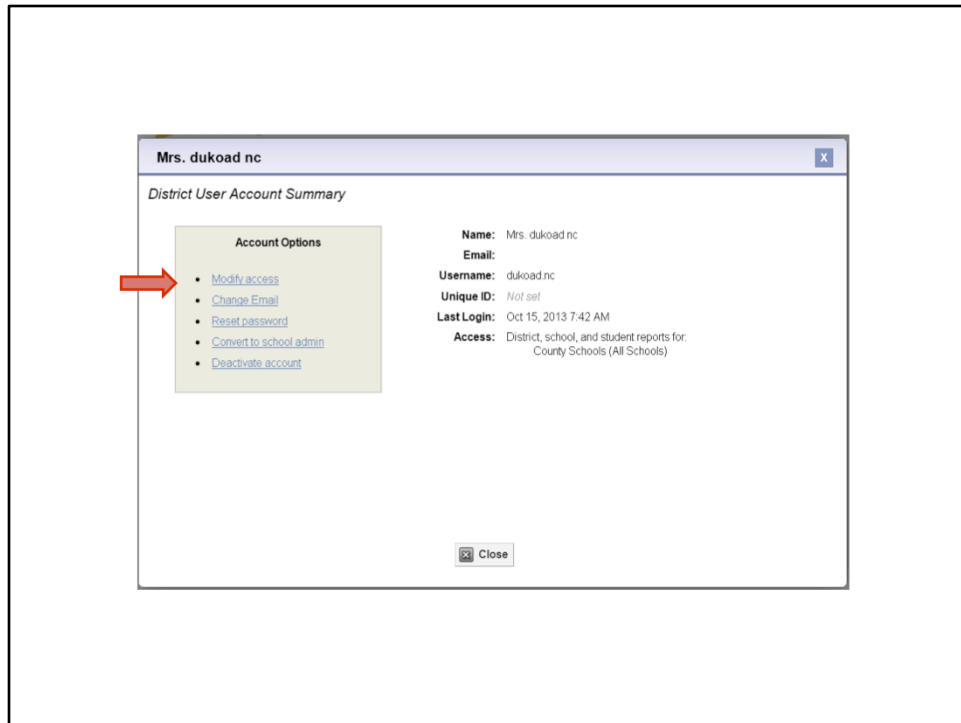 Mrs. dukoad nc
X
District User Account Summary
Account Options
• Modify access
• Change Email
• Reset password
• Convert to school admin
• Deactivate account
Name: Mrs. dukoad nc
Email:
Username: dukoad.nc
Unique ID: Not set
Last Login: Oct 15, 2013 7:42 AM
Access: District, school, and student reports for:
County Schools (All Schools)
Close